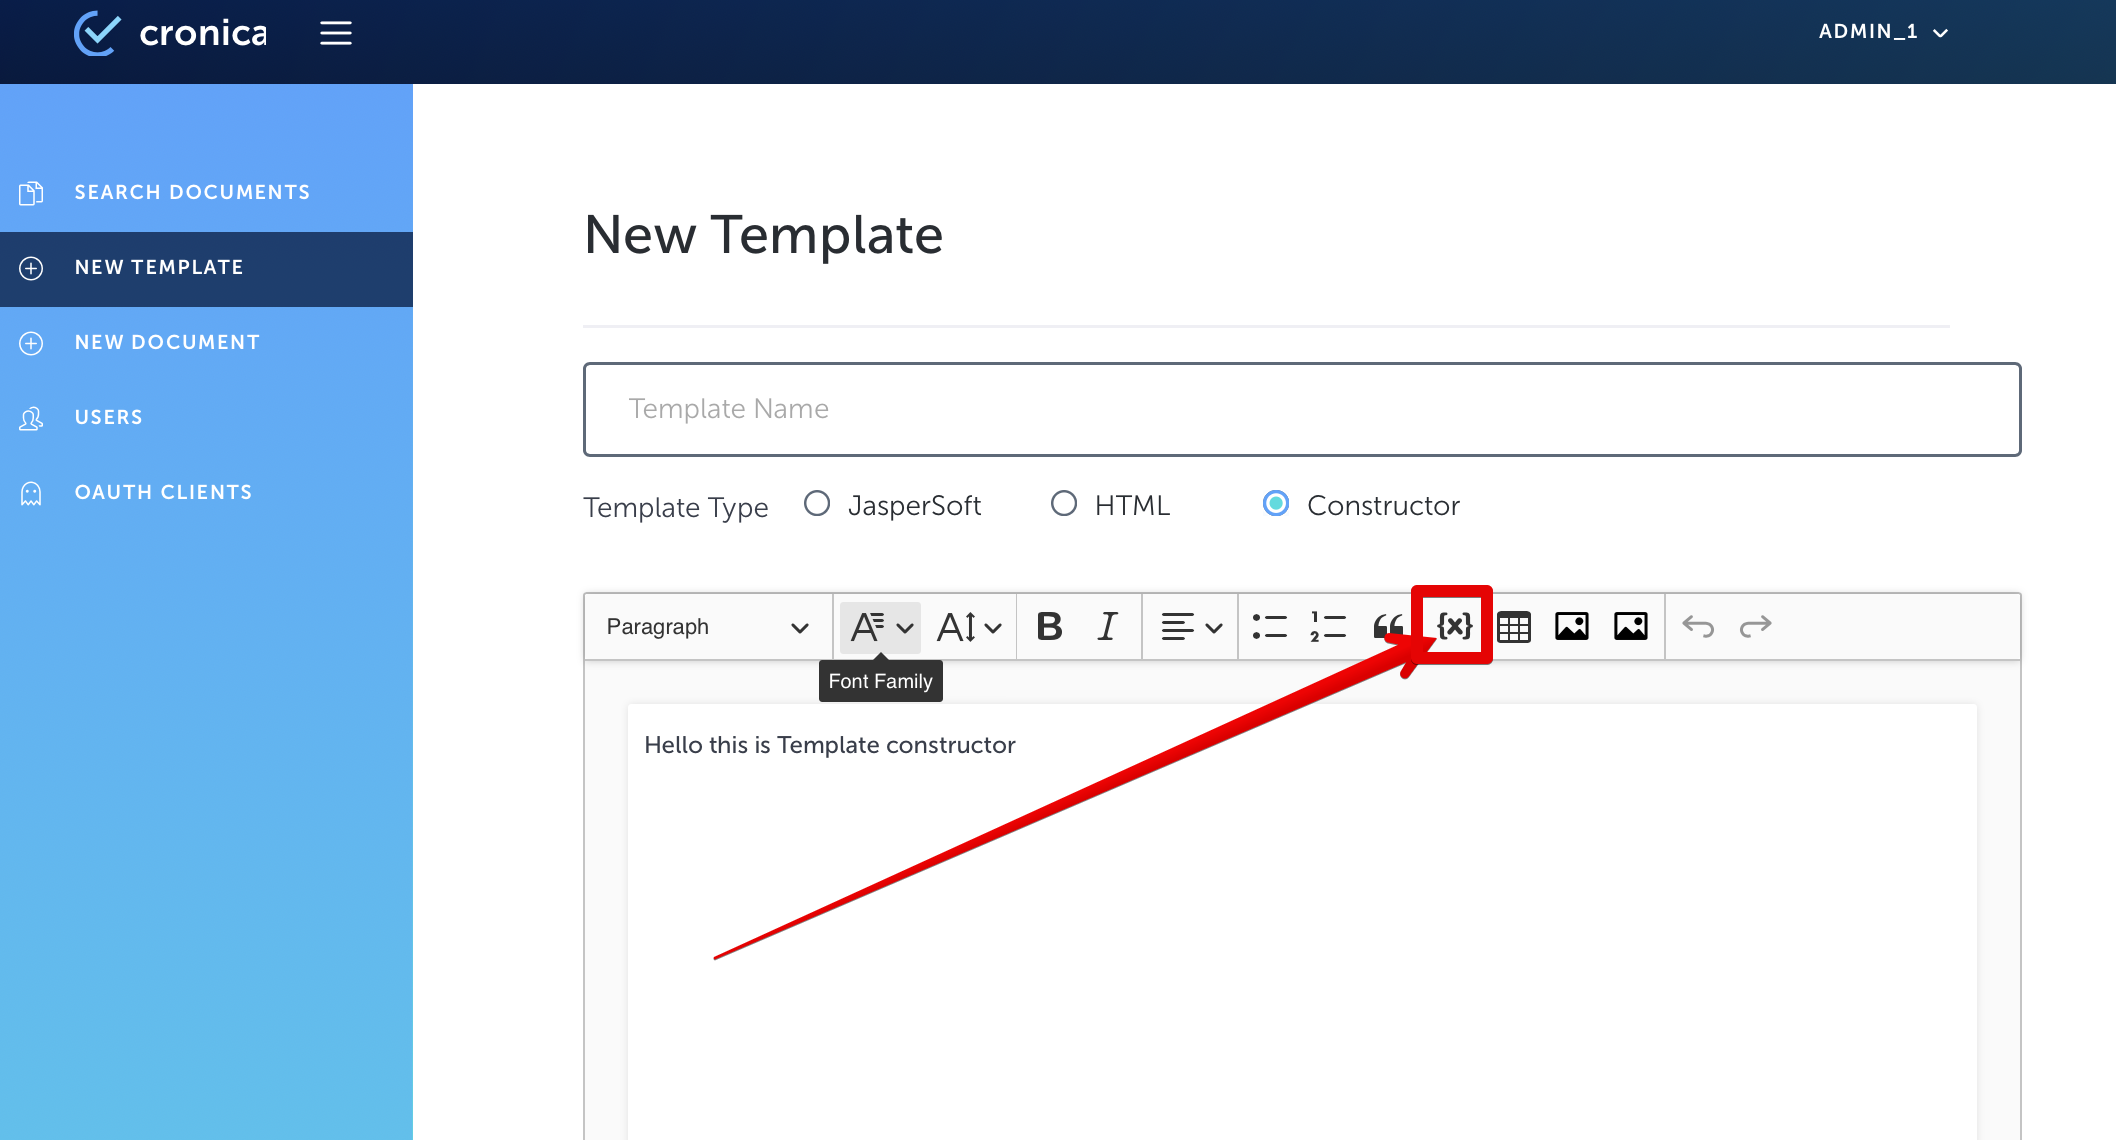 cronica
ADMIN_1
SEARCH DOCUMENTS
NEW TEMPLATE
NEW DOCUMENT
USERS
OAUTH CLIENTS
New Template
Template Name
Template Type JasperSoft HTML Constructor
Paragraph
{x}
Font Family
Hello this is Template constructor